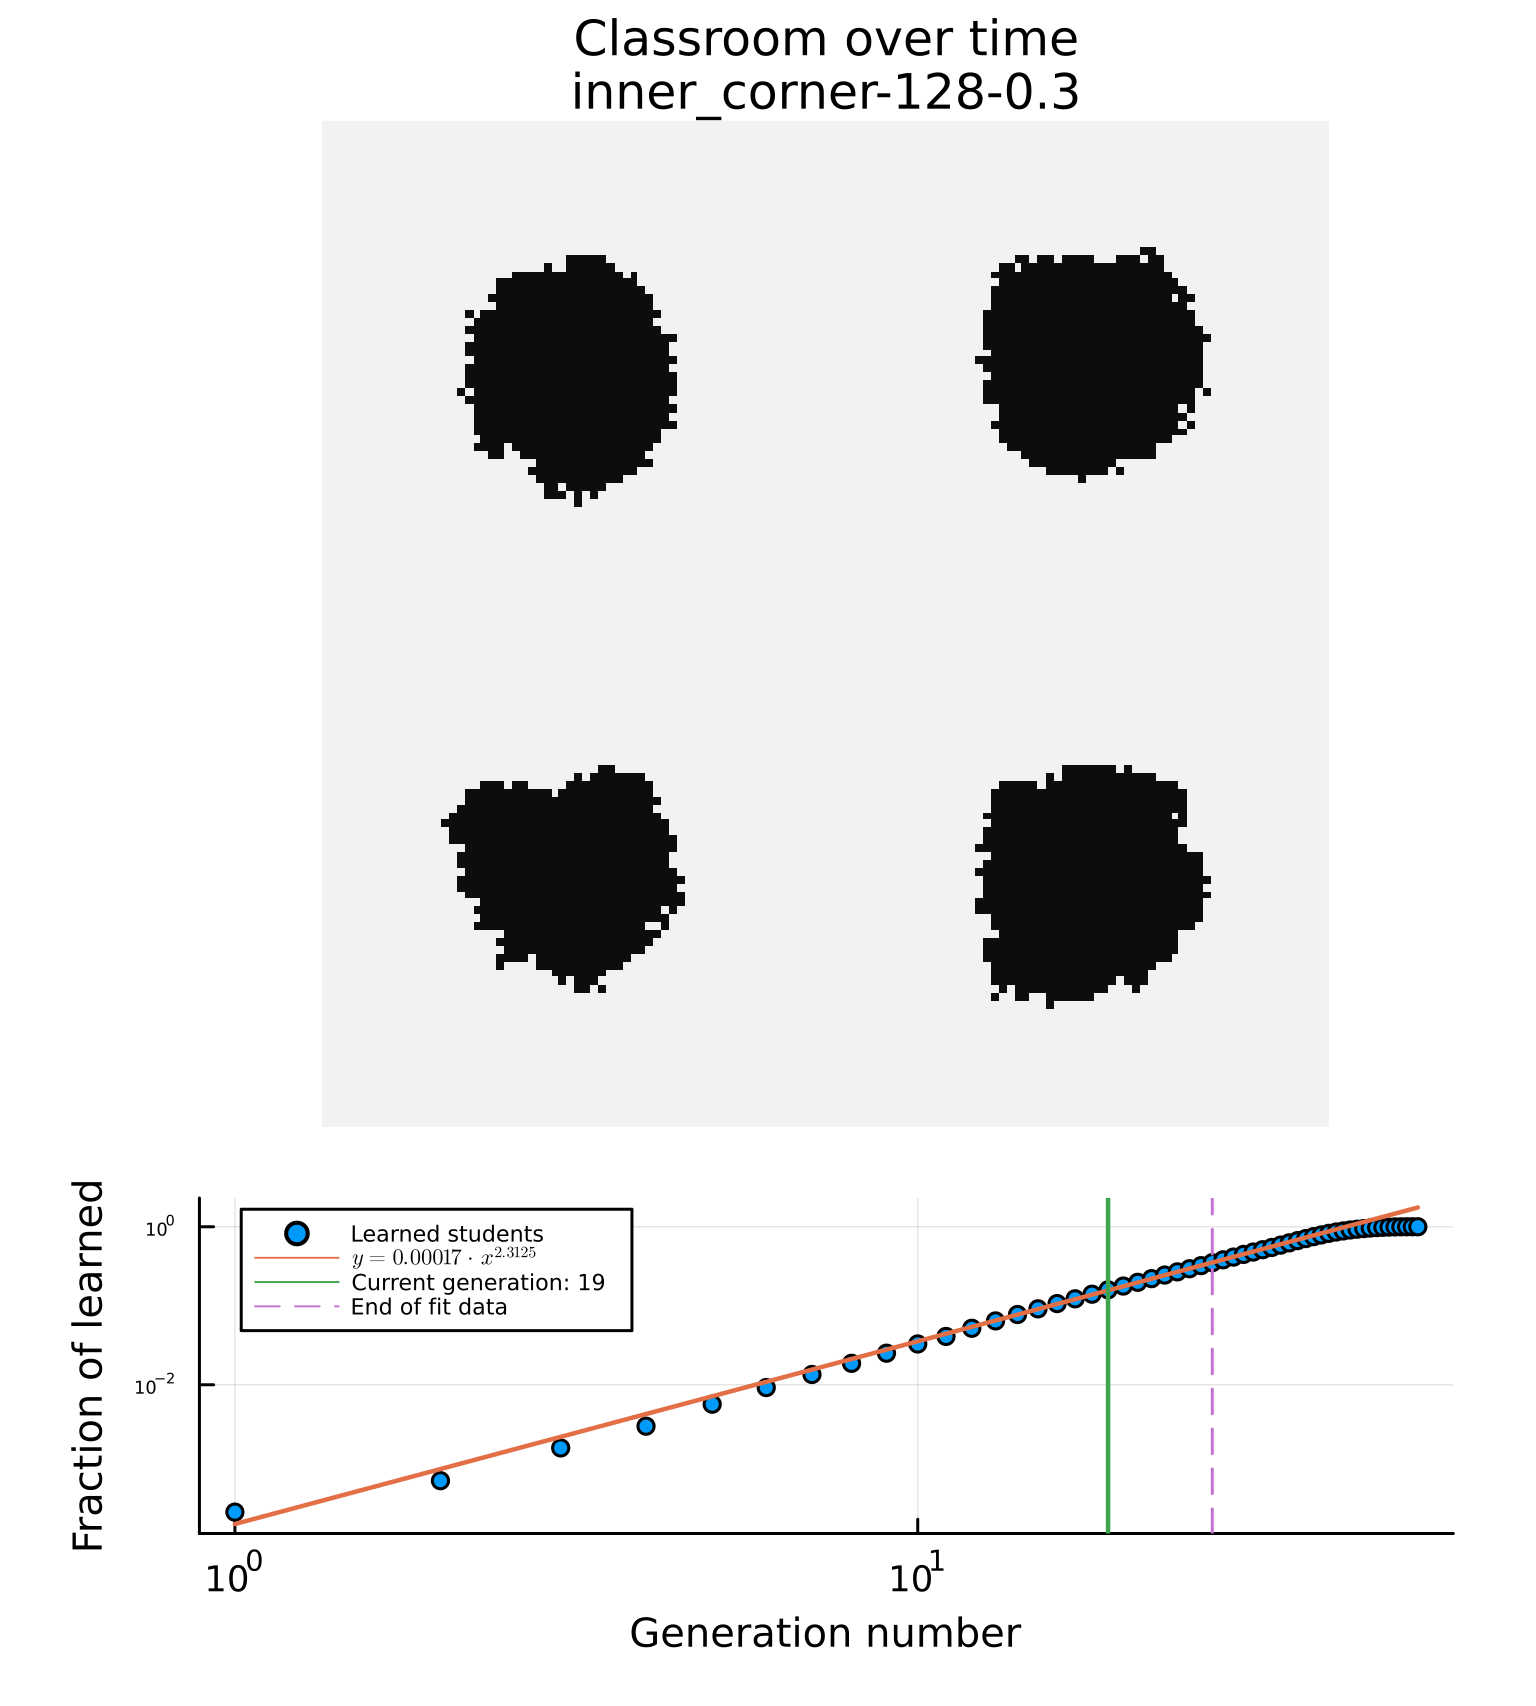 Classroom over time
inner_corner-128-0.3
Fraction of learned
10^0
10^−2
Learned students
y = 0.00017 · x^2.3125
Current generation: 19
End of fit data
10^0
10^1
Generation number